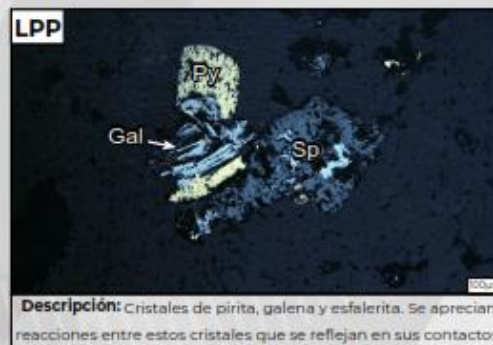 LPP
Py
Gal
Sp
Descripción: Cristales de pirita, galena y esfalerita. Se aprecian
reacciones entre estos cristales que se reflejan en sus contactos